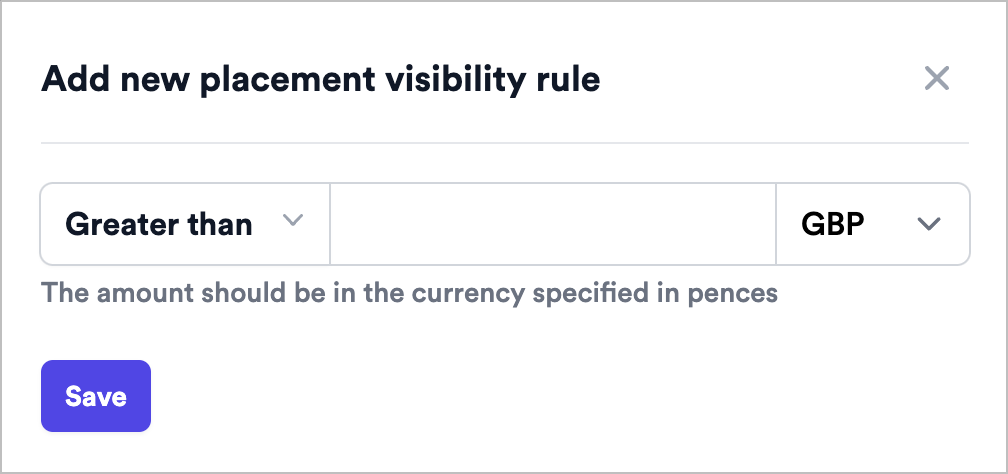 Add new placement visibility rule
Greater than GBP
The amount should be in the currency specified in pences
Save